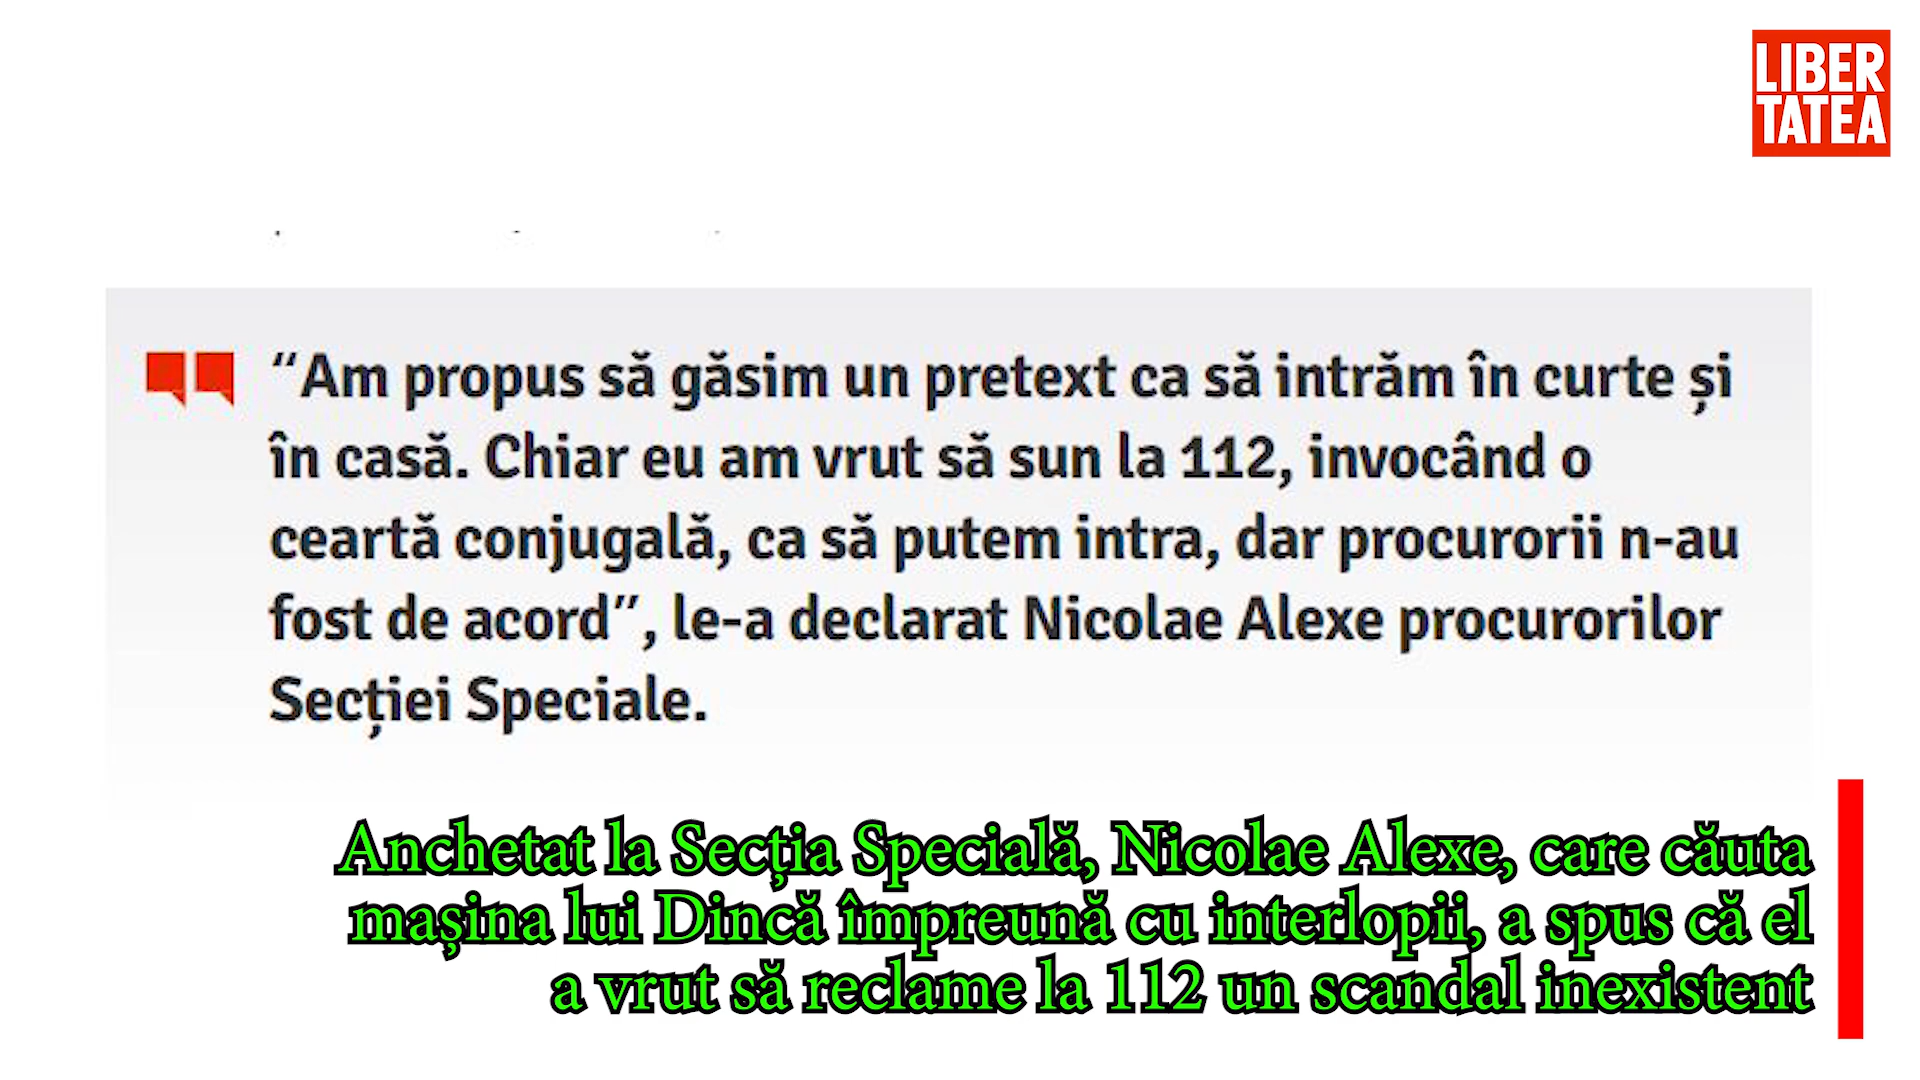 LIBER
TATEA
“Am propus să găsim un pretext ca să intrăm în curte și
în casă. Chiar eu am vrut să sun la 112, invocând o
ceartă conjugală, ca să putem intra, dar procurorii n-au
fost de acord”, le-a declarat Nicolae Alexe procurorilor
Secției Speciale.
Anchetat la Secția Specială, Nicolae Alexe, care căuta
mașina lui Dincă împreună cu interlopii, a spus că el
a vrut să reclame la 112 un scandal inexistent